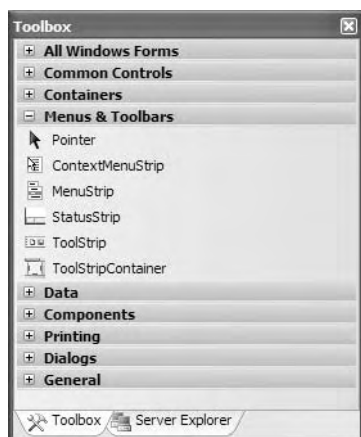 Toolbox
All Windows Forms
Common Controls
Containers
Menus & Toolbars
Pointer
ContextMenuStrip
MenuStrip
StatusStrip
ToolStrip
ToolStripContainer
Data
Components
Printing
Dialogs
General
Toolbox Server Explorer